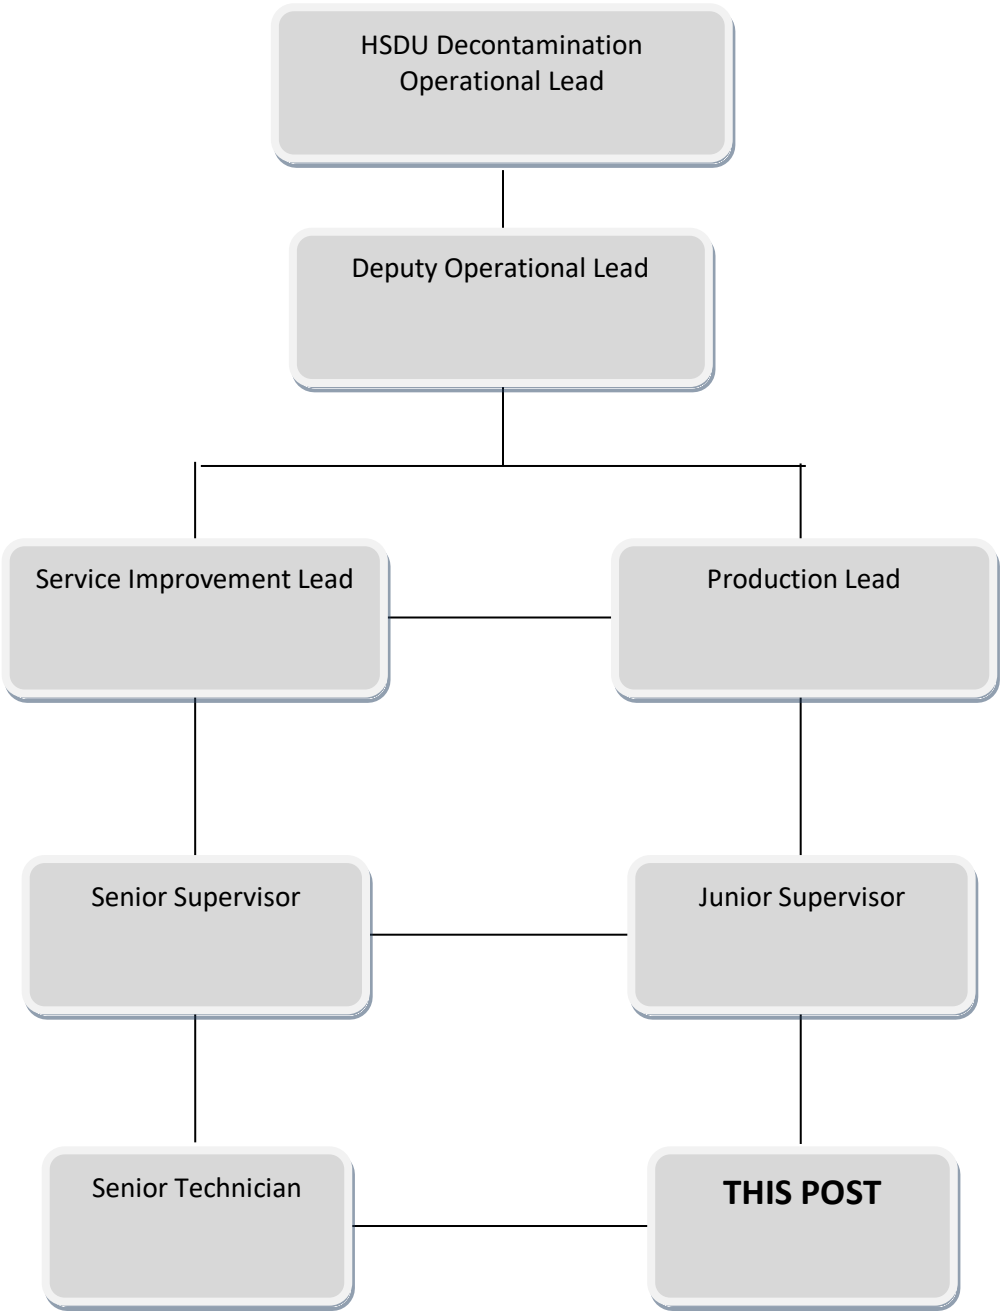 HSDU Decontamination
Operational Lead
Deputy Operational Lead
Service Improvement Lead
Production Lead
Senior Supervisor
Junior Supervisor
Senior Technician
THIS POST